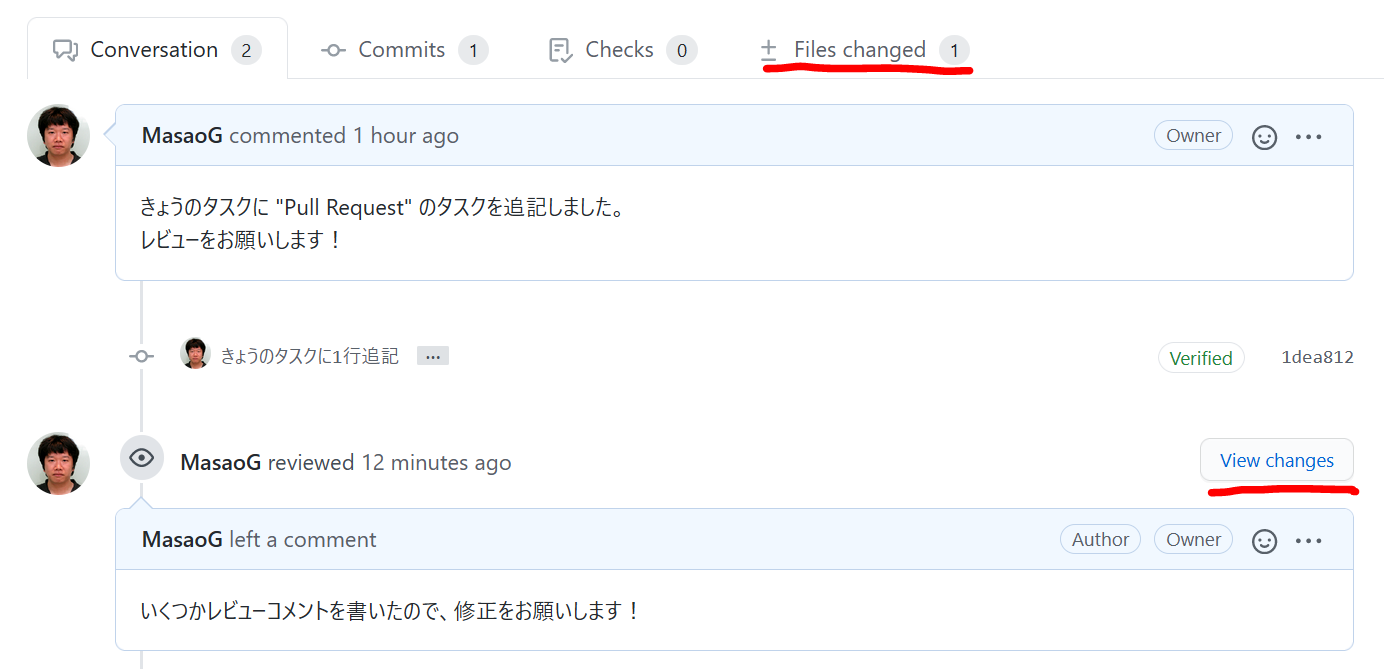 Conversation 2 Commits 1 Checks 0 Files changed 1
MasaoG commented 1 hour ago Owner
きょうのタスクに "Pull Request" のタスクを追記しました。
レビューをお願いします！
きょうのタスクに1行追記 … Verified 1dea812
MasaoG reviewed 12 minutes ago View changes
MasaoG left a comment Author Owner
いくつかレビューコメントを書いたので、修正をお願いします！